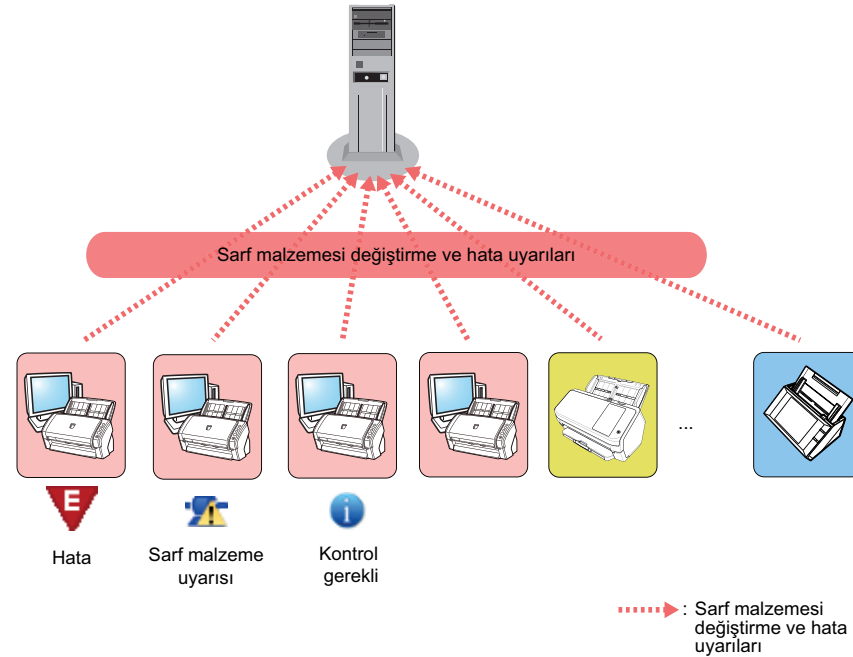 Sarf malzemesi değiştirme ve hata uyarıları
...
E
i
Hata
Sarf malzeme
uyarısı
Kontrol
gerekli
: Sarf malzemesi
değiştirme ve hata
uyarıları